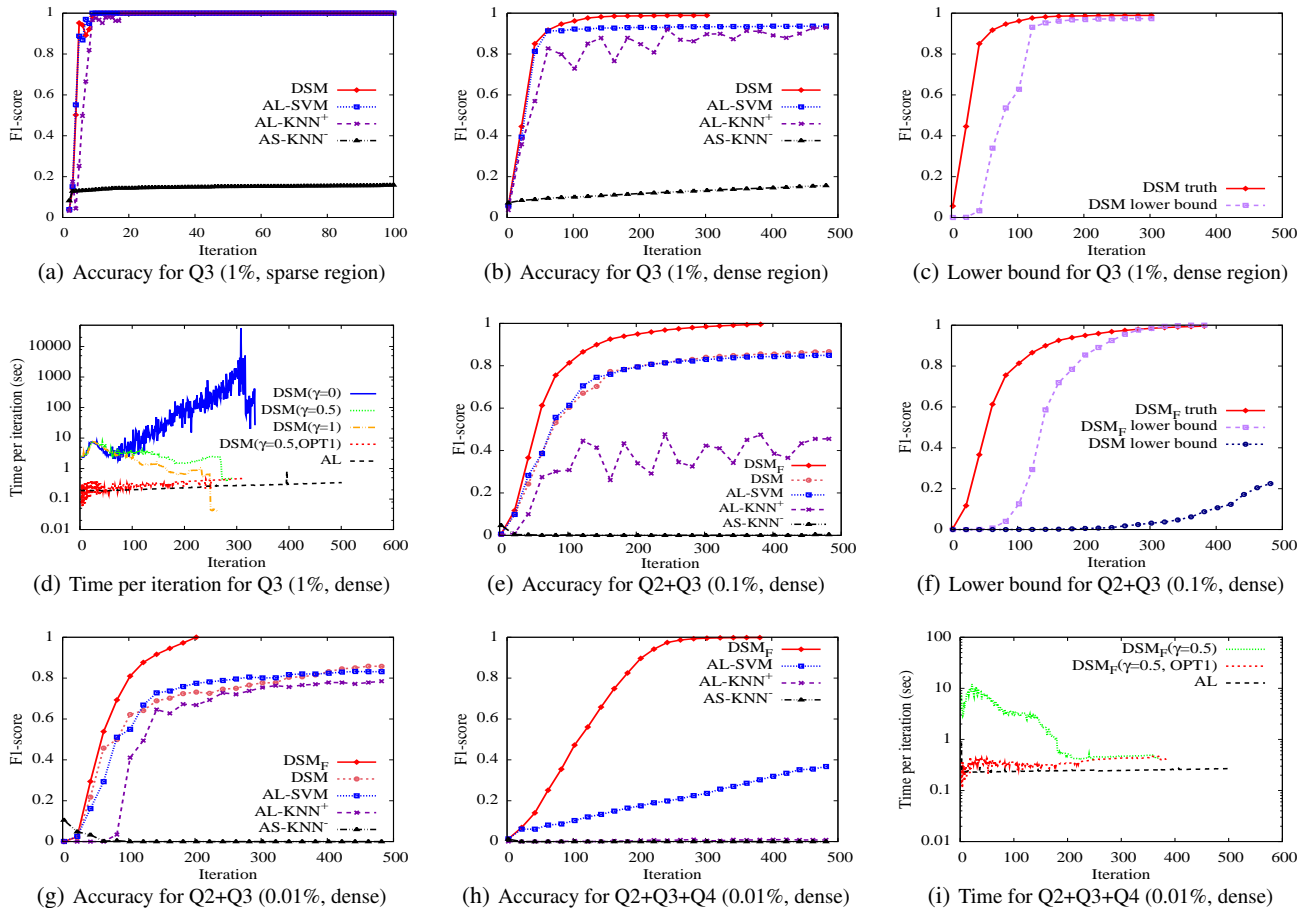 F1-score
1
0.8
0.6
0.4
0.2
0
DSM
AL-SVM
AL-KNN+
AS-KNN-
0 20 40 60 80 100
Iteration
(a) Accuracy for Q3 (1%, sparse region)
F1-score
1
0.8
0.6
0.4
0.2
0
DSM
AL-SVM
AL-KNN+
AS-KNN-
0 100 200 300 400 500
Iteration
(b) Accuracy for Q3 (1%, dense region)
F1-score
1
0.8
0.6
0.4
0.2
0
DSM truth
DSM lower bound
0 100 200 300 400 500
Iteration
(c) Lower bound for Q3 (1%, dense region)
Time per iteration (sec)
10000
1000
100
10
1
0.1
0.01
DSM(γ=0)
DSM(γ=0.5)
DSM(γ=1)
DSM(γ=0.5,OPT1)
AL
0 100 200 300 400 500 600
Iteration
(d) Time per iteration for Q3 (1%, dense)
F1-score
1
0.8
0.6
0.4
0.2
0
DSMF
DSM
AL-SVM
AL-KNN+
AS-KNN-
0 100 200 300 400 500
Iteration
(e) Accuracy for Q2+Q3 (0.1%, dense)
F1-score
1
0.8
0.6
0.4
0.2
0
DSMF truth
DSMF lower bound
DSM lower bound
0 100 200 300 400 500
Iteration
(f) Lower bound for Q2+Q3 (0.1%, dense)
F1-score
1
0.8
0.6
0.4
0.2
0
DSMF
DSM
AL-SVM
AL-KNN+
AS-KNN-
0 100 200 300 400 500
Iteration
(g) Accuracy for Q2+Q3 (0.01%, dense)
F1-score
1
0.8
0.6
0.4
0.2
0
DSMF
AL-SVM
AL-KNN+
AS-KNN-
0 100 200 300 400 500
Iteration
(h) Accuracy for Q2+Q3+Q4 (0.01%, dense)
Time per iteration (sec)
100
10
1
0.1
0.01
DSMF(γ=0.5)
DSMF(γ=0.5, OPT1)
AL
0 100 200 300 400 500 600
Iteration
(i) Time for Q2+Q3+Q4 (0.01%, dense)